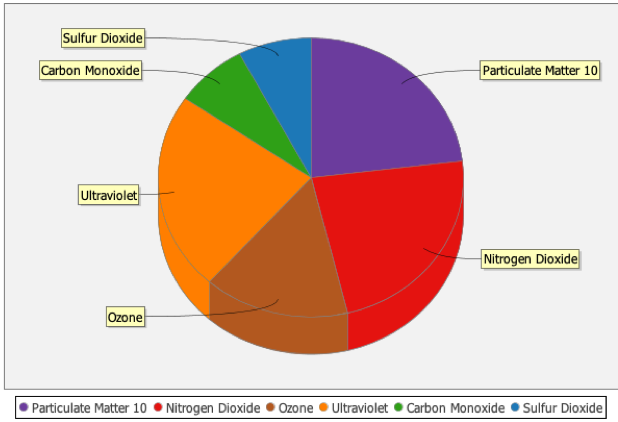 Sulfur Dioxide
Carbon Monoxide
Particulate Matter 10
Ultraviolet
Nitrogen Dioxide
Ozone
Particulate Matter 10 Nitrogen Dioxide Ozone Ultraviolet Carbon Monoxide Sulfur Dioxide